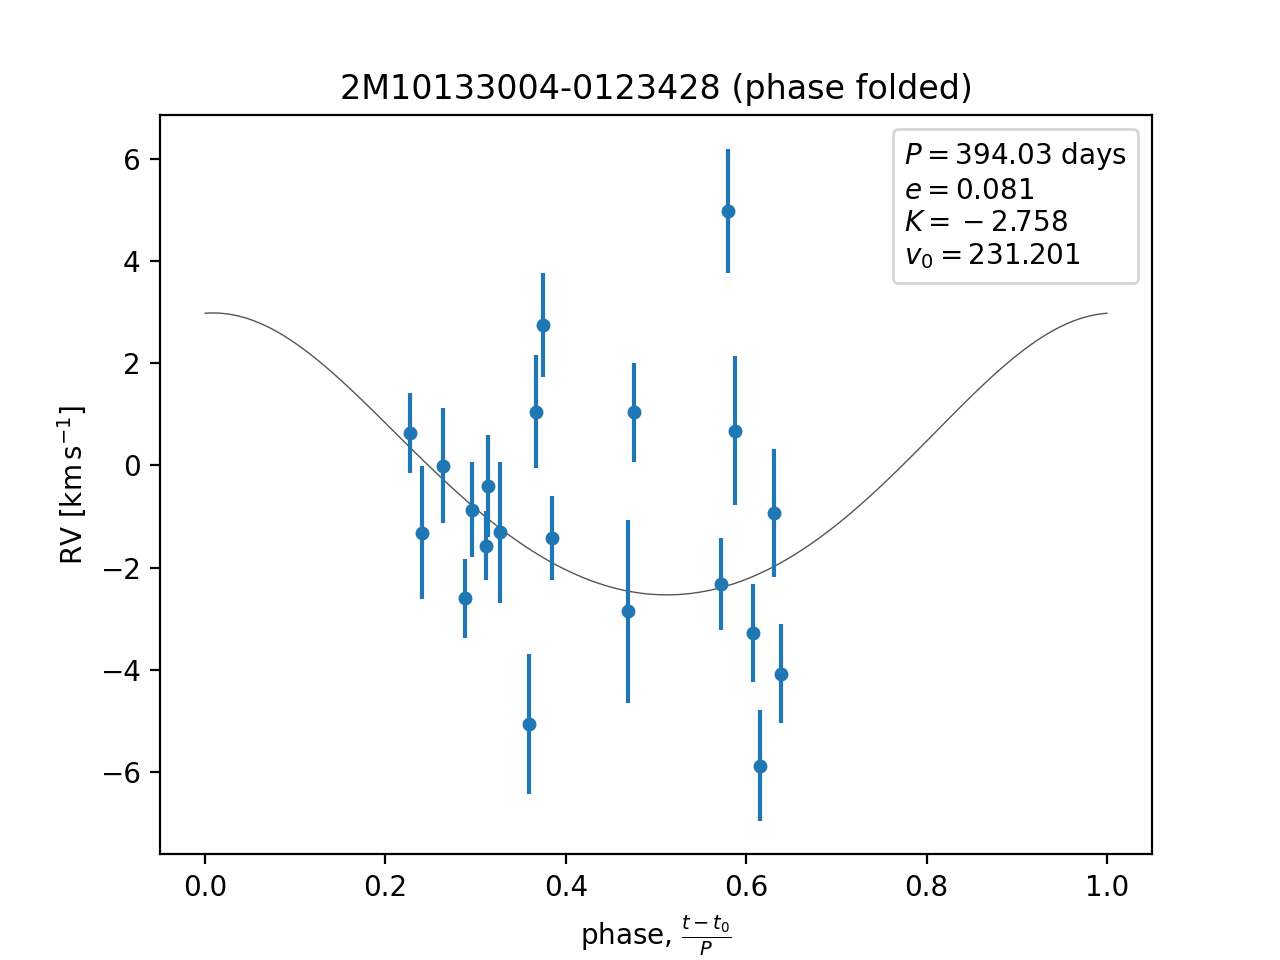 2M10133004-0123428 (phase folded)
P = 394.03 days
e = 0.081
K = −2.758
v₀ = 231.201
RV [km s⁻¹]
6
4
2
0
−2
−4
−6
0.0 0.2 0.4 0.6 0.8 1.0
phase, (t − t₀)/P